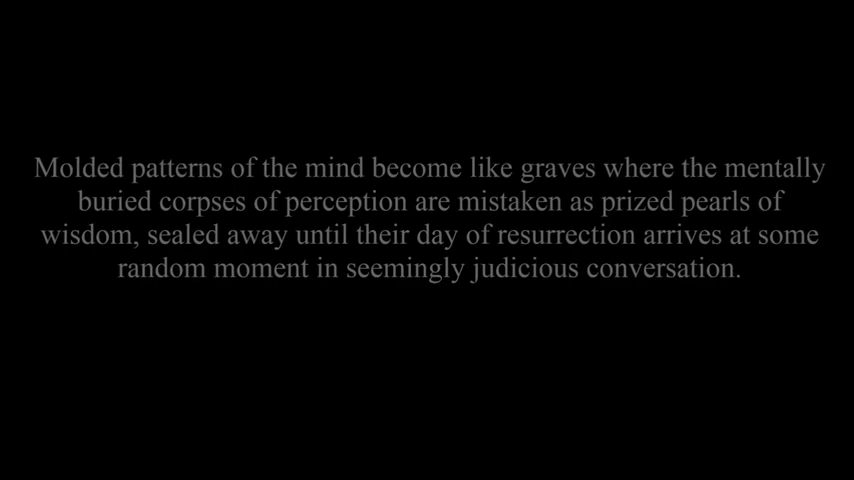 Molded patterns of the mind become like graves where the mentally
buried corpses of perception are mistaken as prized pearls of
wisdom, sealed away until their day of resurrection arrives at some
random moment in seemingly judicious conversation.